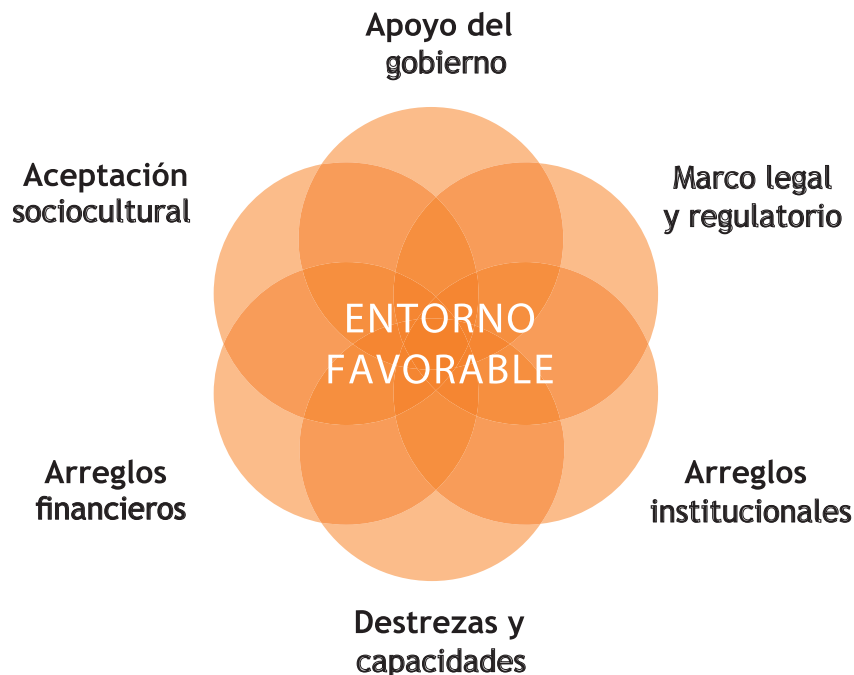 Apoyo del
gobierno
Aceptación
sociocultural
Marco legal
y regulatorio
ENTORNO
FAVORABLE
Arreglos
financieros
Arreglos
institucionales
Destrezas y
capacidades